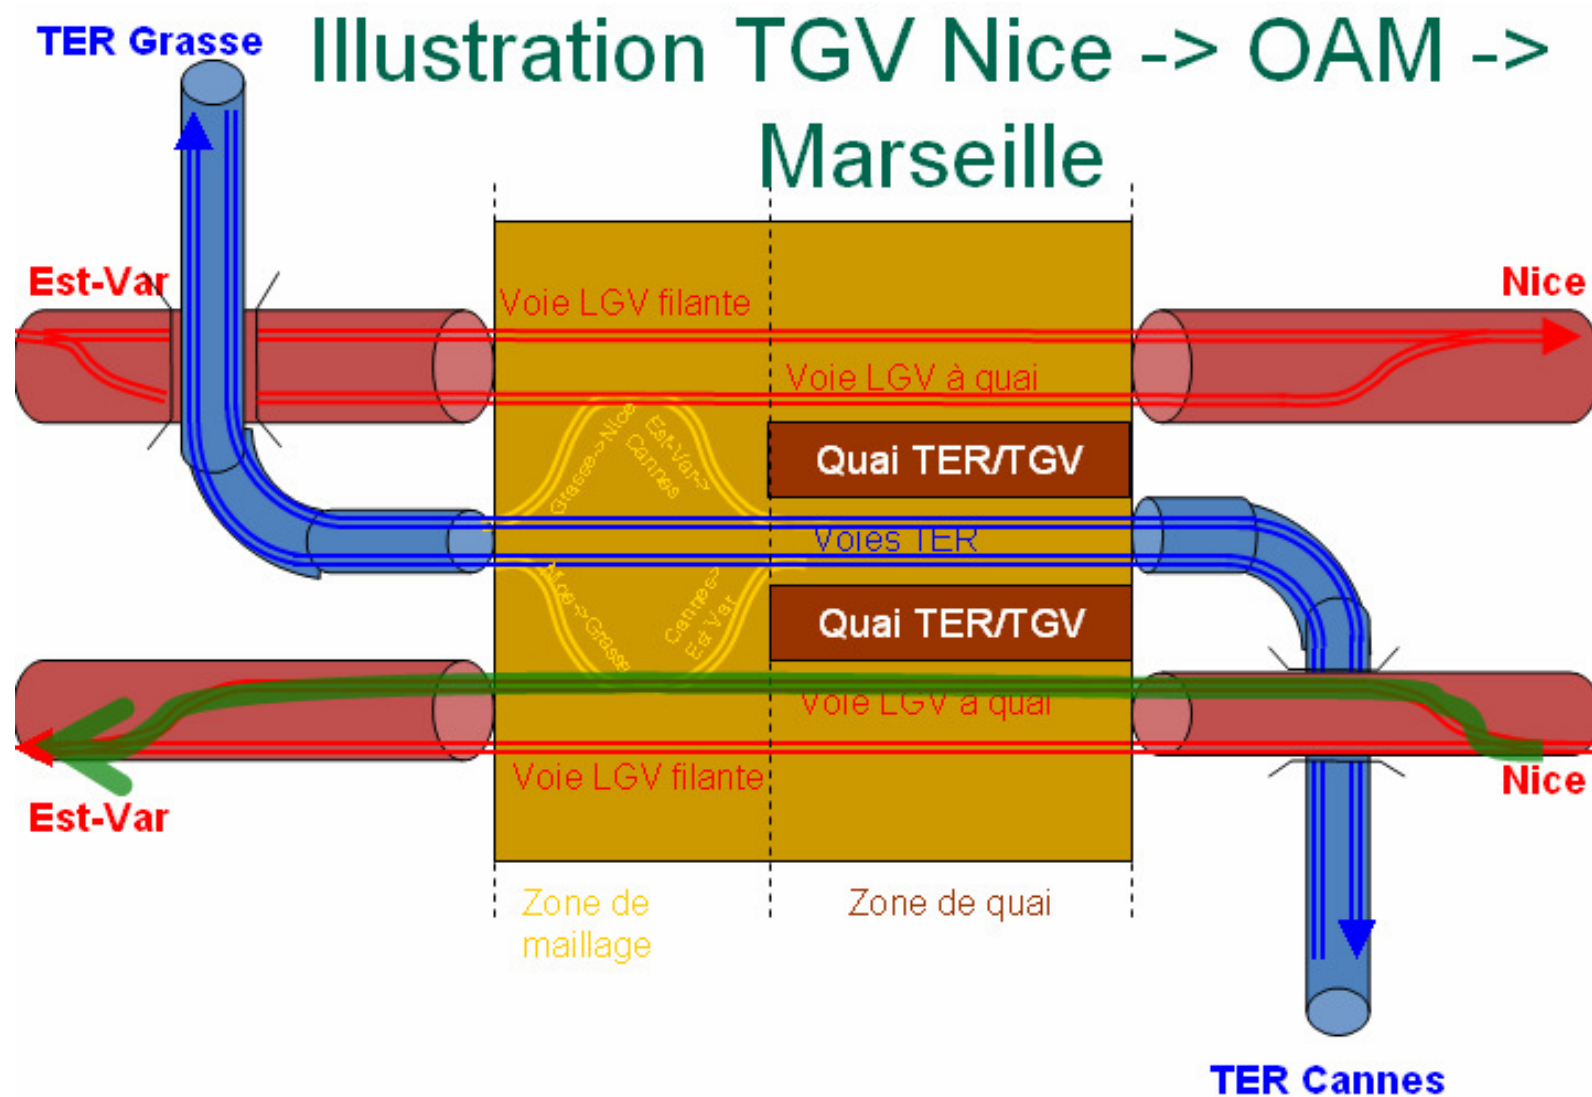 TER Grasse
Illustration TGV Nice -> OAM ->
Marseille
Est-Var
Nice
Voie LGV filante
Voie LGV à quai
Grasse->Nice
Est-Var->
Cannes
Quai TER/TGV
Voies TER
Nice->Grasse
Cannes->
Est Var
Quai TER/TGV
Voie LGV à quai
Voie LGV filante
Est-Var
Nice
Zone de
maillage
Zone de quai
TER Cannes